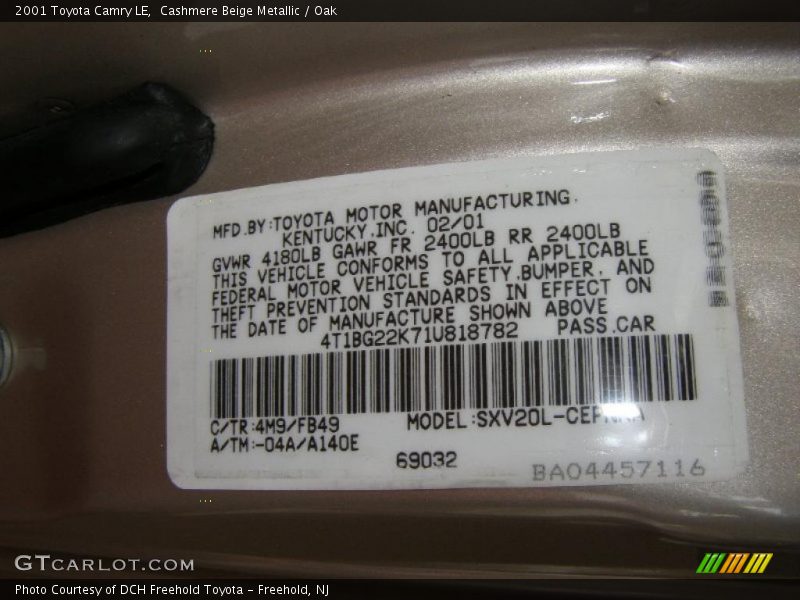 2001 Toyota Camry LE,  Cashmere Beige Metallic / Oak
MFD.BY:TOYOTA MOTOR MANUFACTURING,
KENTUCKY,INC. 02/01
GVWR 4180LB GAWR FR 2400LB RR 2400LB
THIS VEHICLE CONFORMS TO ALL APPLICABLE
FEDERAL MOTOR VEHICLE SAFETY,BUMPER, AND
THEFT PREVENTION STANDARDS IN EFFECT ON
THE DATE OF MANUFACTURE SHOWN ABOVE
4T1BG22K71U818782 PASS.CAR
C/TR:4M9/FB49 MODEL:SXV20L-
A/TM:-04A/A140E
69032
BA04457116
GTCARLOT.COM
Photo Courtesy of DCH Freehold Toyota - Freehold, NJ